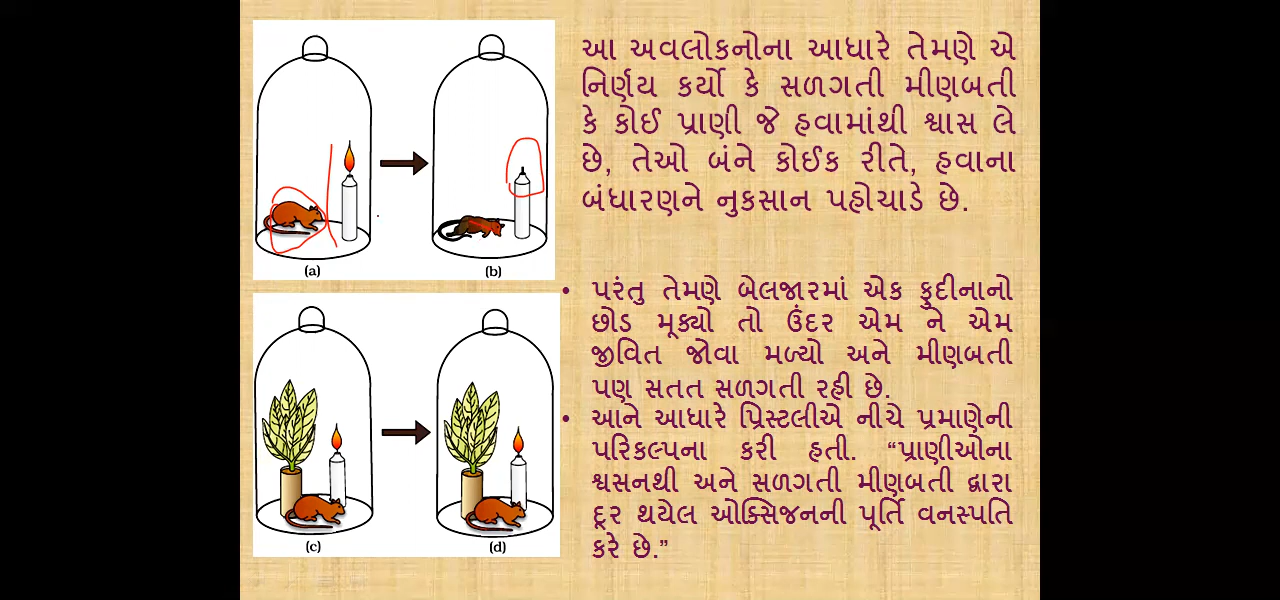 (a)
(b)
(c)
(d)
આ અવલોકનોના આધારે તેમણે એ
નિર્ણય કર્યો કે સળગતી મીણબતી
કે કોઈ પ્રાણી જે હવામાંથી શ્વાસ લે
છે, તેઓ બંને કોઈક રીતે, હવાના
બંધારણને નુકસાન પહોચાડે છે.
• પરંતુ તેમણે બેલજારમાં એક ફુદીનાનો
છોડ મૂક્યો તો ઉંદર એમ ને એમ
જીવિત જોવા મળ્યો અને મીણબતી
પણ સતત સળગતી રહી છે.
• આને આધારે પ્રિસ્ટલીએ નીચે પ્રમાણેની
પરિકલ્પના કરી હતી. “પ્રાણીઓના
શ્વસનથી અને સળગતી મીણબતી દ્વારા
દૂર થયેલ ઓક્સિજનની પૂર્તિ વનસ્પતિ
કરે છે.”